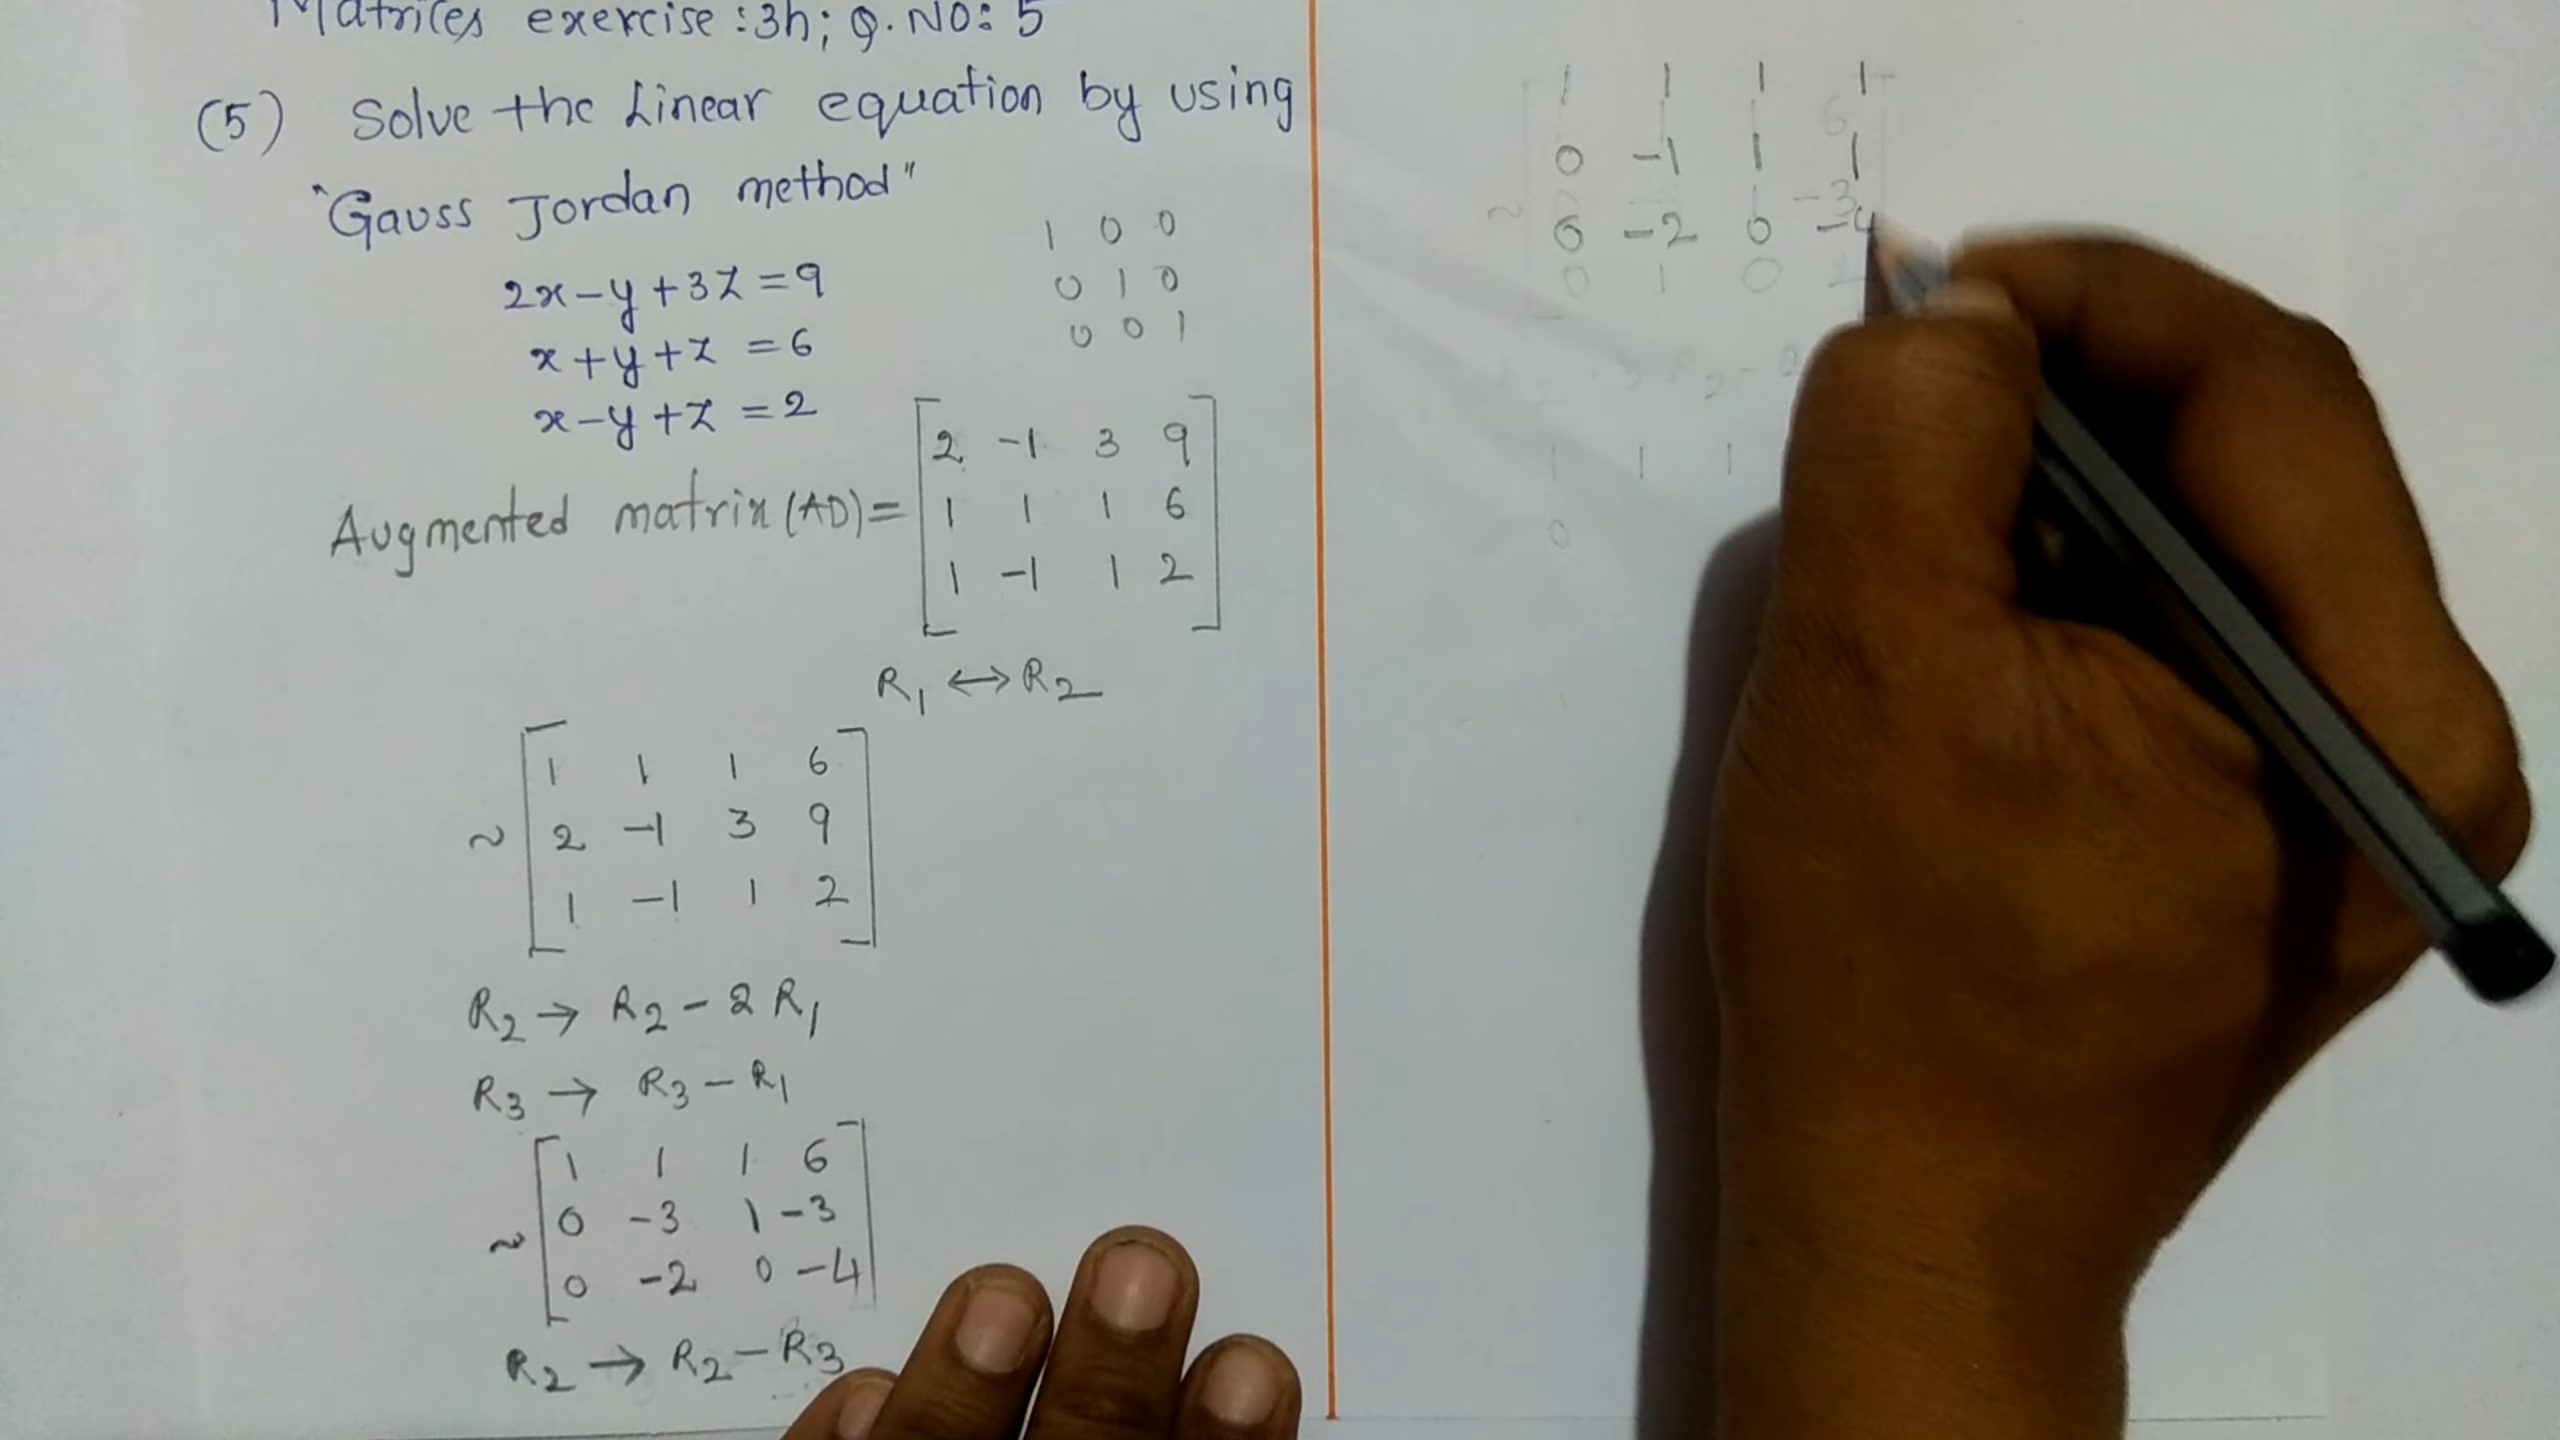 Matrices exercise :3h; Q. NO: 5
(5) Solve the Linear equation by using
"Gauss Jordan method"
2x-y+3z=9
x+y+z =6
x-y+z =2
1 0 0
0 1 0
0 0 1
Augmented matrix (AD)=
2 -1 3 9
1 1 1 6
1 -1 1 2
R1 ↔ R2
~
1 1 1 6
2 -1 3 9
1 -1 1 2
R2 → R2 - 2 R1
R3 → R3 - R1
~
1 1 1 6
0 -3 1 -3
0 -2 0 -4
R2 → R2 - R3
1 1 1 1
0 -1 1 1
0 -2 0 -4